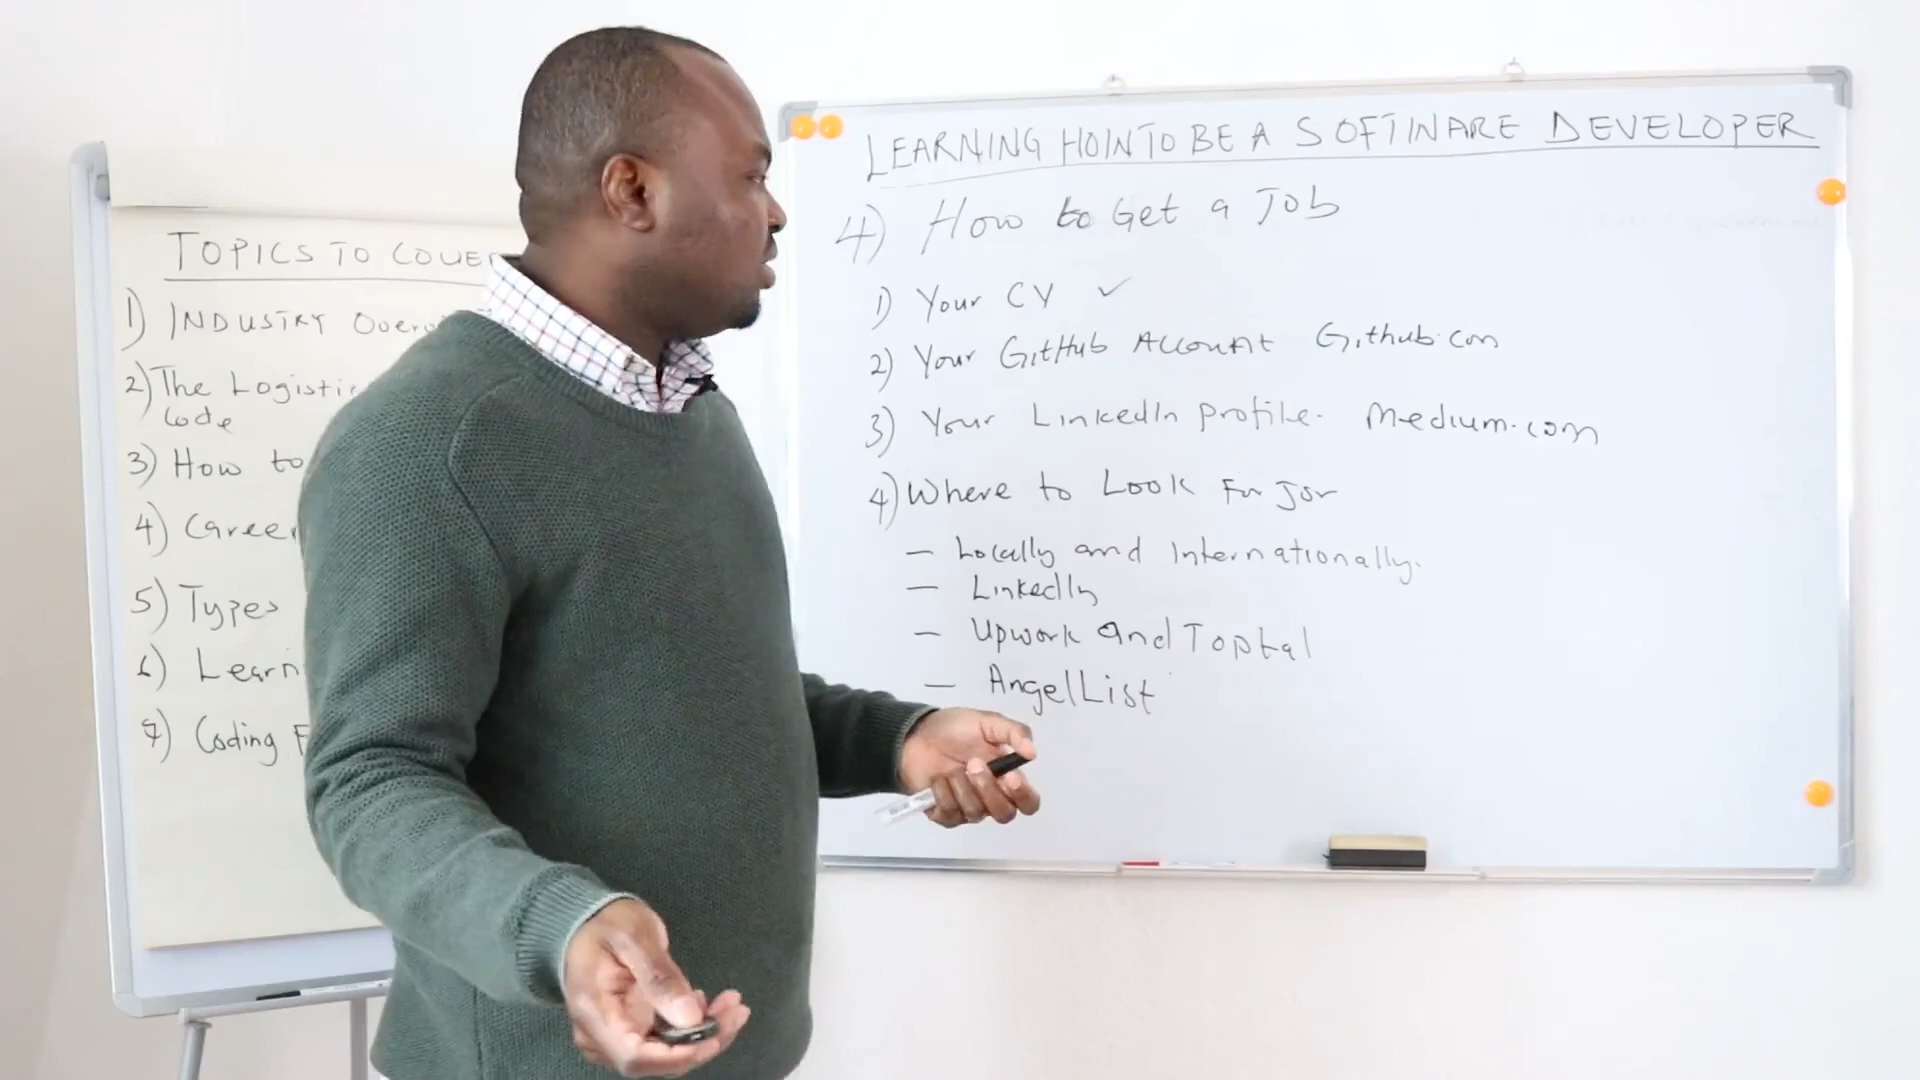 TOPICS TO COVER
1) INDUSTRY Overv
2) The Logistic
Code
3) How to
4) Career
5) Types
6) Learn
7) Coding F
LEARNING HOW TO BE A SOFTWARE DEVELOPER
4) How to Get a Job
1) Your CV ✓
2) Your GitHub Account Github.com
3) Your LinkedIn profile. Medium.com
4) Where to Look For Job
— Locally and Internationally.
— LinkedIn
— Upwork and Toptal
— AngelList